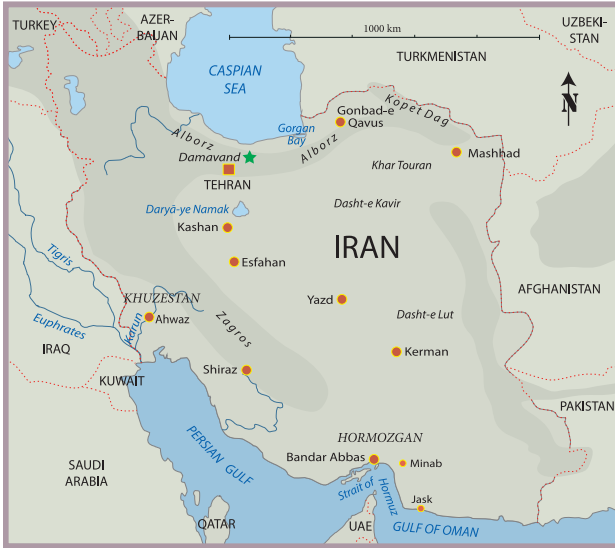 TURKEY
AZER-
BAIJAN
1000 km
UZBEKI-
STAN
TURKMENISTAN
CASPIAN
SEA
N
Kopet Dag
Gonbad-e
Qavus
Gorgan
Bay
Alborz
Alborz
Damavand
TEHRAN
Mashhad
Khar Touran
Daryā-ye Namak
Dasht-e Kavir
Kashan
IRAN
Esfahan
Tigris
AFGHANISTAN
KHUZESTAN
Yazd
Ahwaz
Karun
Zagros
Dasht-e Lut
Euphrates
IRAQ
Kerman
Shiraz
KUWAIT
PAKISTAN
PERSIAN GULF
HORMOZGAN
Bandar Abbas
Minab
SAUDI
ARABIA
Strait of
Hormuz
Jask
QATAR
UAE
GULF OF OMAN